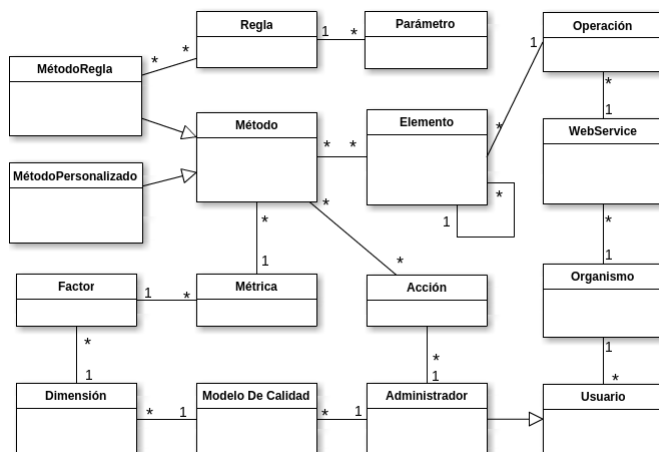 Regla
1
*
Parámetro
Operación
MétodoRegla
*
*
1
*
1
Método
*
*
Elemento
*
WebService
MétodoPersonalizado
*
1
*
*
*
*
1
*
1
Factor
1
*
Métrica
Acción
Organismo
*
1
*
1
1
*
Dimensión
*
1
Modelo De Calidad
*
1
Administrador
Usuario